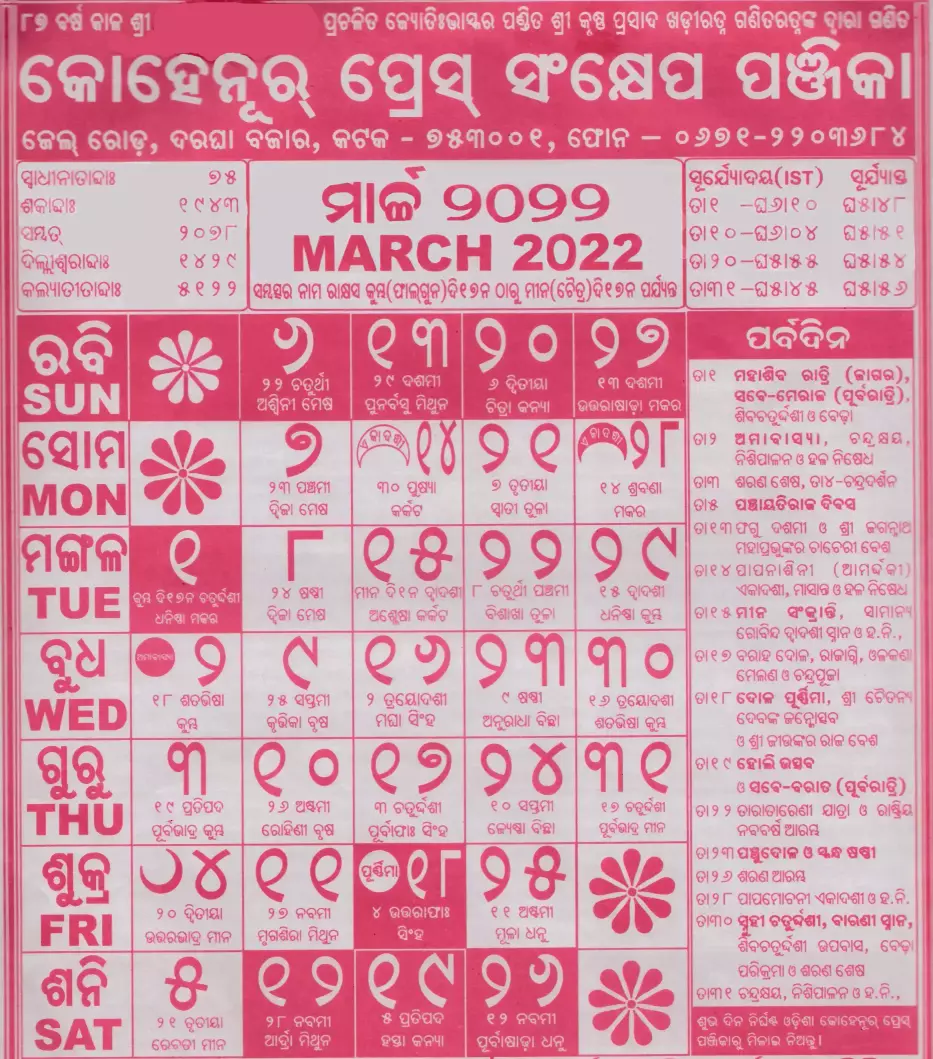 ୮୭ ବର୍ଷ କାଳ ଶ୍ରୀ ପ୍ରଚଳିତ ଜ୍ୟୋତିଃଭାସ୍କର ପଣ୍ଡିତ ଶ୍ରୀ କୃଷ୍ଣ ପ୍ରସାଦ ଖଡ଼ୀରତ୍ନ ଗଣିତରତ୍ନଙ୍କ ଦ୍ୱାରା ଗଣିତ
କୋହେନୂର୍ ପ୍ରେସ୍ ସଂକ୍ଷେପ ପଞ୍ଜିକା
ଜେଲ୍ ରୋଡ଼, ଦରଘା ବଜାର, କଟକ - ୭୫୩୦୦୧, ଫୋନ – ୦୬୭୧-୨୨୦୩୬୮୪
ସ୍ୱାଧୀନାତାବ୍ଦାଃ ୭୫
ଶକାବ୍ଦାଃ ୧୯୪୩
ସମ୍ଭତ୍ ୨୦୭୮
ଦିଲ୍ଲୀଶ୍ୱରାବ୍ଦାଃ ୧୪୨୯
କଲ୍ୟାତୀତାବ୍ଦାଃ ୫୧୨୨
ମାର୍ଚ୍ଚ ୨୦୨୨
MARCH 2022
ସମ୍ଭତ୍ସର ନାମ ରାକ୍ଷସ କୁମ୍ଭ(ଫାଲ୍‌ଗୁନ)ଦି୧୭ନ ଠାରୁ ମୀନ(ଚୈତ୍ର)ଦି୧୭ନ ପର୍ଯ୍ୟନ୍ତ
ସୂର୍ଯ୍ୟୋଦୟ(IST) ସୂର୍ଯ୍ୟାସ୍ତ
ତା୧ –ଘ୬।୧୦ ଘ୫।୪୮
ତା୧୦–ଘ୬।୦୪ ଘ୫।୫୧
ତା୨୦–ଘ୫।୫୫ ଘ୫।୫୪
ତା୩୧–ଘ୫।୪୫ ଘ୫।୫୬
ରବି
SUN
୬
୨୨ ଚତୁର୍ଥୀ
ଅଶ୍ୱିନୀ ମେଷ
୧୩
୨୯ ଦଶମୀ
ପୁନର୍ବସୁ ମିଥୁନ
୨୦
୬ ଦ୍ୱିତୀୟା
ଚିତ୍ରା କନ୍ୟା
୨୭
୧୩ ଦଶମୀ
ଉତ୍ତରାଷାଢ଼ା ମକର
ସୋମ
MON
୭
୨୩ ପଞ୍ଚମୀ
ଦ୍ୱିଜା ମେଷ
ଏକାଦଶୀ ୧୪
୩୦ ପୁଷ୍ୟା
କର୍କଟ
୨୧
୭ ତୃତୀୟା
ସ୍ୱାତୀ ତୁଳା
ଏକାଦଶୀ ୨୮
୧୪ ଶ୍ରବଣା
ମକର
ମଙ୍ଗଳ
TUE
୧
କୁମ୍ଭ ଦି୧୭ନ ଚତୁର୍ଦ୍ଦଶୀ
ଧନିଷ୍ଠା ମକର
୮
୨୪ ଷଷ୍ଠୀ
ଦ୍ୱିଜା ମେଷ
୧୫
ମୀନ ଦି୧ନ ଦ୍ୱାଦଶୀ
ଅଶ୍ଳେଷା କର୍କଟ
୨୨
୮ ଚତୁର୍ଥୀ ପଞ୍ଚମୀ
ବିଶାଖା ତୁଳା
୨୯
୧୫ ଦ୍ୱାଦଶୀ
ଧନିଷ୍ଠା କୁମ୍ଭ
ବୁଧ
WED
ଅମାବାସ୍ୟା ୨
୧୮ ଶତଭିଷା
କୁମ୍ଭ
୯
୨୫ ସପ୍ତମୀ
କୃତ୍ତିକା ବୃଷ
୧୬
୨ ତ୍ରୟୋଦଶୀ
ମଘା ସିଂହ
୨୩
୯ ଷଷ୍ଠୀ
ଅନୁରାଧା ବିଛା
୩୦
୧୬ ତ୍ରୟୋଦଶୀ
ଶତଭିଷା କୁମ୍ଭ
ଗୁରୁ
THU
୩
୧୯ ପ୍ରତିପଦ
ପୂର୍ବଭାଦ୍ର କୁମ୍ଭ
୧୦
୨୬ ଅଷ୍ଟମୀ
ରୋହିଣୀ ବୃଷ
୧୭
୩ ଚତୁର୍ଦ୍ଦଶୀ
ପୂର୍ବାଫାଃ ସିଂହ
୨୪
୧୦ ସପ୍ତମୀ
ଜ୍ୟେଷ୍ଠା ବିଛା
୩୧
୧୭ ଚତୁର୍ଦ୍ଦଶୀ
ପୂର୍ବଭାଦ୍ର ମୀନ
ଶୁକ୍ର
FRI
୪
୨୦ ଦ୍ୱିତୀୟା
ଉତ୍ତରଭାଦ୍ର ମୀନ
୧୧
୨୭ ନବମୀ
ମୃଗଶିରା ମିଥୁନ
ପୂର୍ଣ୍ଣିମା ୧୮
୪ ଉତ୍ତରାଫାଃ
ସିଂହ
୨୫
୧୧ ଅଷ୍ଟମୀ
ମୂଳା ଧନୁ
ଶନି
SAT
୫
୨୧ ତୃତୀୟା
ରେବତୀ ମୀନ
୧୨
୨୮ ନବମୀ
ଆର୍ଦ୍ରା ମିଥୁନ
୧୯
୫ ପ୍ରତିପଦ
ହସ୍ତା କନ୍ୟା
୨୬
୧୨ ନବମୀ
ପୂର୍ବାଷାଢ଼ା ଧନୁ
ପର୍ବଦିନ
ତା୧ ମହାଶିବ ରାତ୍ରି (ଜାଗର),
ସବେ-ମେରାଜ (ପୂର୍ବରାତ୍ରି),
ଶିବଚତୁର୍ଦ୍ଦଶୀ ଓ ବେଢ଼ା
ତା୨ ଅମାବାସ୍ୟା, ଚନ୍ଦ୍ରକ୍ଷୟ,
ନିଶିପାଳନ ଓ ହଳ ନିଷେଧ
ତା୩ ଶରଣ ଶେଷ, ତା୪-ଚନ୍ଦ୍ରଦର୍ଶନ
ତା୫ ପଞ୍ଚାୟତିରାଜ ଦିବସ
ତା୧୩ ଫଗୁ ଦଶମୀ ଓ ଶ୍ରୀ ଜଗନ୍ନାଥ
ମହାପ୍ରଭୁଙ୍କର ଚାଚେରୀ ବେଶ
ତା୧୪ ପାପନାଶିନୀ (ଆମର୍ଦ୍ଦକୀ)
ଏକାଦଶୀ, ମାସାନ୍ତ ଓ ହଳ ନିଷେଧ
ତା୧୫ ମୀନ ସଂକ୍ରାନ୍ତି, ସାମାନ୍ୟ
ଗୋବିନ୍ଦ ଦ୍ୱାଦଶୀ ସ୍ନାନ ଓ ହ.ନି.,
ତା୧୭ ବରାହ ଦୋଳ, ରାଜାଗ୍ନି, ଓଳକଣା
ମେଲଣ ଓ ଚନ୍ଦ୍ରପୂଜା
ତା୧୮ ଦୋଳ ପୂର୍ଣ୍ଣିମା, ଶ୍ରୀ ଚୈତନ୍ୟ
ଦେବଙ୍କ ଜନ୍ମୋତ୍ସବ
ଓ ଶ୍ରୀ ଜୀଉଙ୍କର ରାଜ ବେଶ
ତା୧୯ ହୋଲି ଉତ୍ସବ
ଓ ସବେ-ବରାତ (ପୂର୍ବରାତ୍ରି)
ତା୨୨ ତାରାତାରେଣୀ ଯାତ୍ରା ଓ ରାଷ୍ଟ୍ରିୟ
ନବବର୍ଷ ଆରମ୍ଭ
ତା୨୩ ପଞ୍ଚୁଦୋଳ ଓ ସ୍କନ୍ଦ ଷଷ୍ଠୀ
ତା୨୬ ଶରଣ ଆରମ୍ଭ
ତା୨୮ ପାପମୋଚନୀ ଏକାଦଶୀ ଓ ହ.ନି.
ତା୩୦ ସ୍ନୁହୀ ଚତୁର୍ଦ୍ଦଶୀ, ବାରୁଣୀ ସ୍ନାନ,
ଶିବଚତୁର୍ଦ୍ଦଶୀ ଉପବାସ, ବେଢ଼ା
ପରିକ୍ରମା ଓ ଶରଣ ଶେଷ
ତା୩୧ ଚନ୍ଦ୍ରକ୍ଷୟ, ନିଶିପାଳନ ଓ ହ.ନି.,
ଶୁଭ ଦିନ ନିର୍ଘଣ୍ଟ ଓଡ଼ିଶା କୋହେନୂର୍ ପ୍ରେସ୍
ପଞ୍ଜିକାରୁ ମିଳାଇ ନିଅନ୍ତୁ।